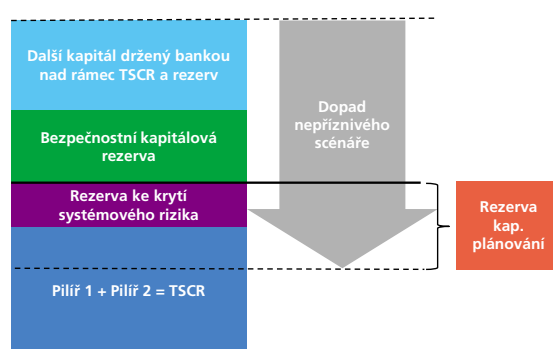 Další kapitál držený bankou
nad rámec TSCR a rezerv
Dopad
nepříznivého
scénáře
Bezpečnostní kapitálová
rezerva
Rezerva ke krytí
systémového rizika
Rezerva
kap.
plánování
Pilíř 1 + Pilíř 2 = TSCR